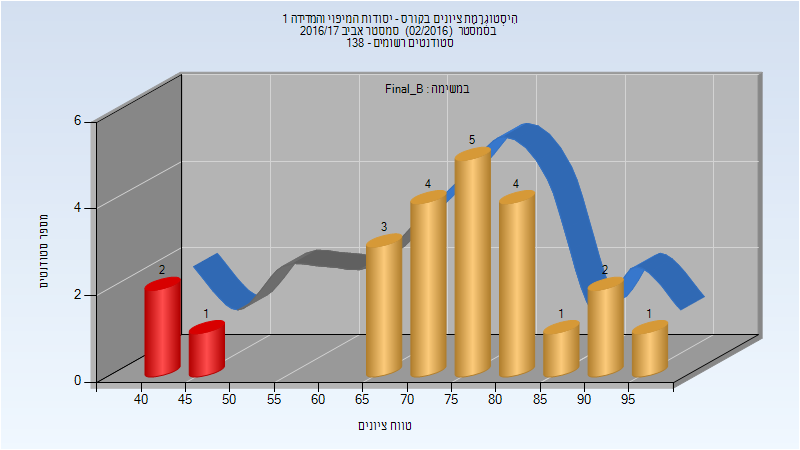 היסטוגרמת ציונים בקורס - יסודות המיפוי והמדידה 1
בסמסטר (02/2016) סמסטר אביב 2016/17
סטודנטים רשומים - 138
במשימה : Final_B
מספר סטודנטים
6
4
2
0
2
1
3
4
5
4
1
2
1
40 45 50 55 60 65 70 75 80 85 90 95
טווח ציונים